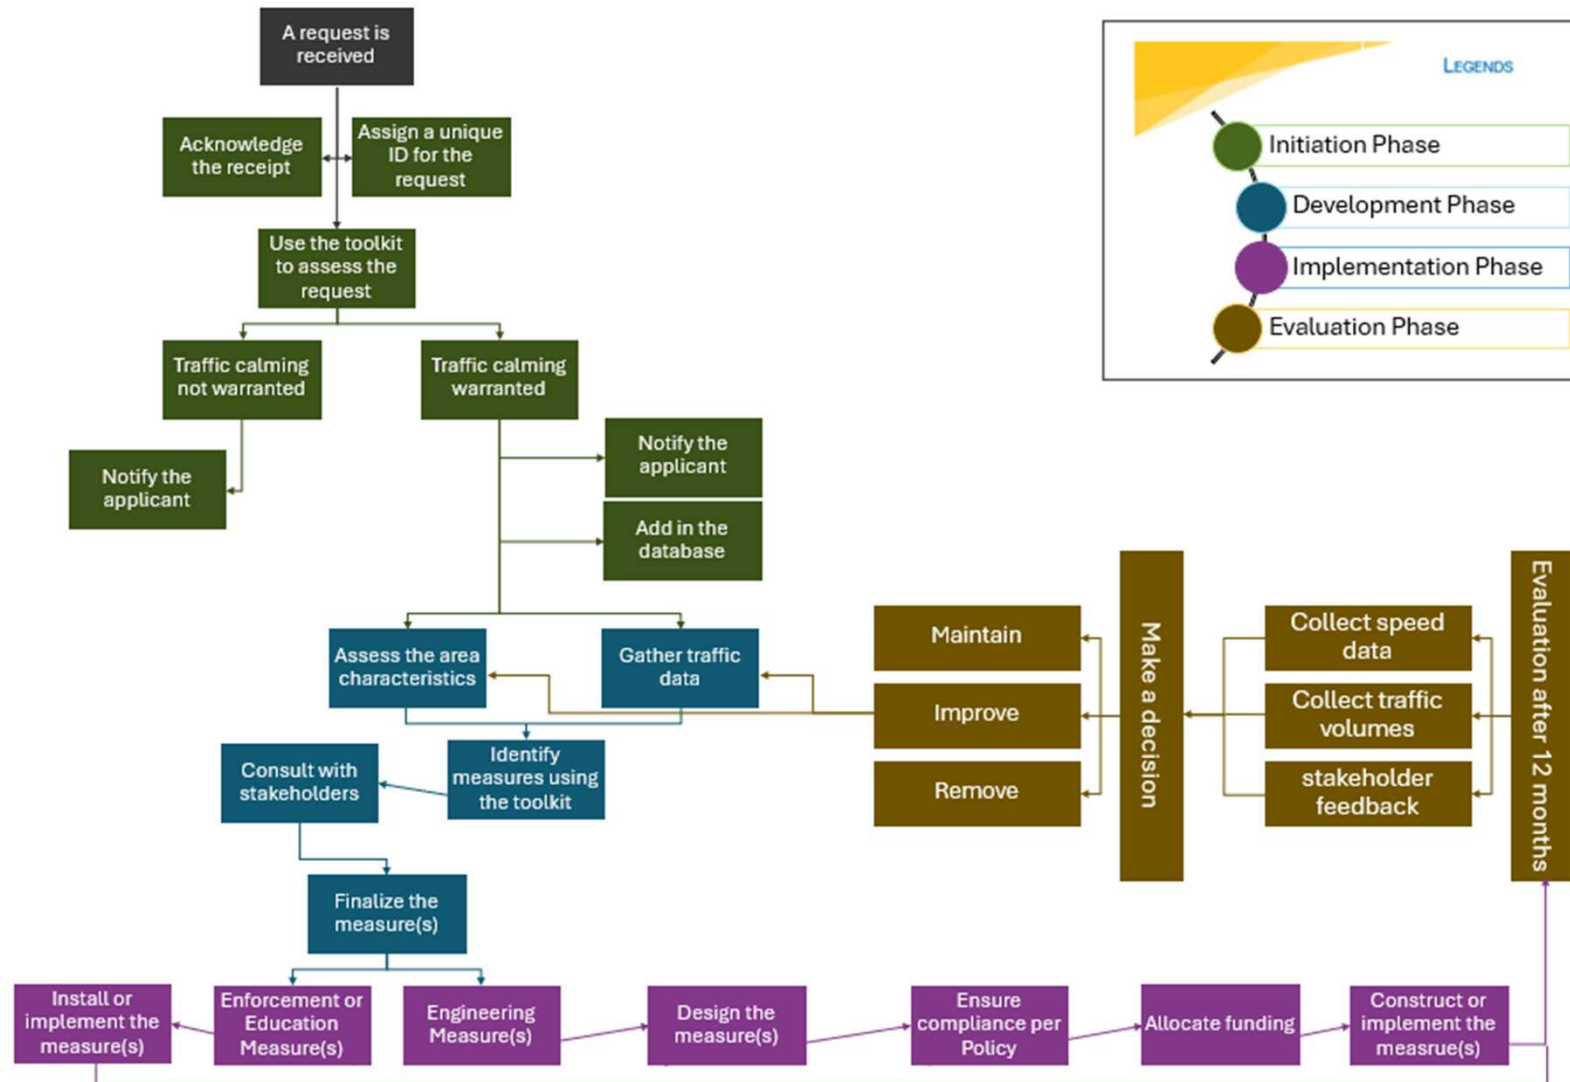 A request is
received
Acknowledge
the receipt
Assign a unique
ID for the
request
Use the toolkit
to assess the
request
Traffic calming
not warranted
Traffic calming
warranted
Notify the
applicant
Notify the
applicant
Add in the
database
Assess the area
characteristics
Gather traffic
data
Identify
measures using
the toolkit
Consult with
stakeholders
Finalize the
measure(s)
Install or
implement the
measure(s)
Enforcement or
Education
Measure(s)
Engineering
Measure(s)
Design the
measure(s)
Ensure
compliance per
Policy
Allocate funding
Construct or
implement the
measrue(s)
Evaluation after 12 months
Collect speed
data
Collect traffic
volumes
stakeholder
feedback
Make a decision
Maintain
Improve
Remove
LEGENDS
Initiation Phase
Development Phase
Implementation Phase
Evaluation Phase